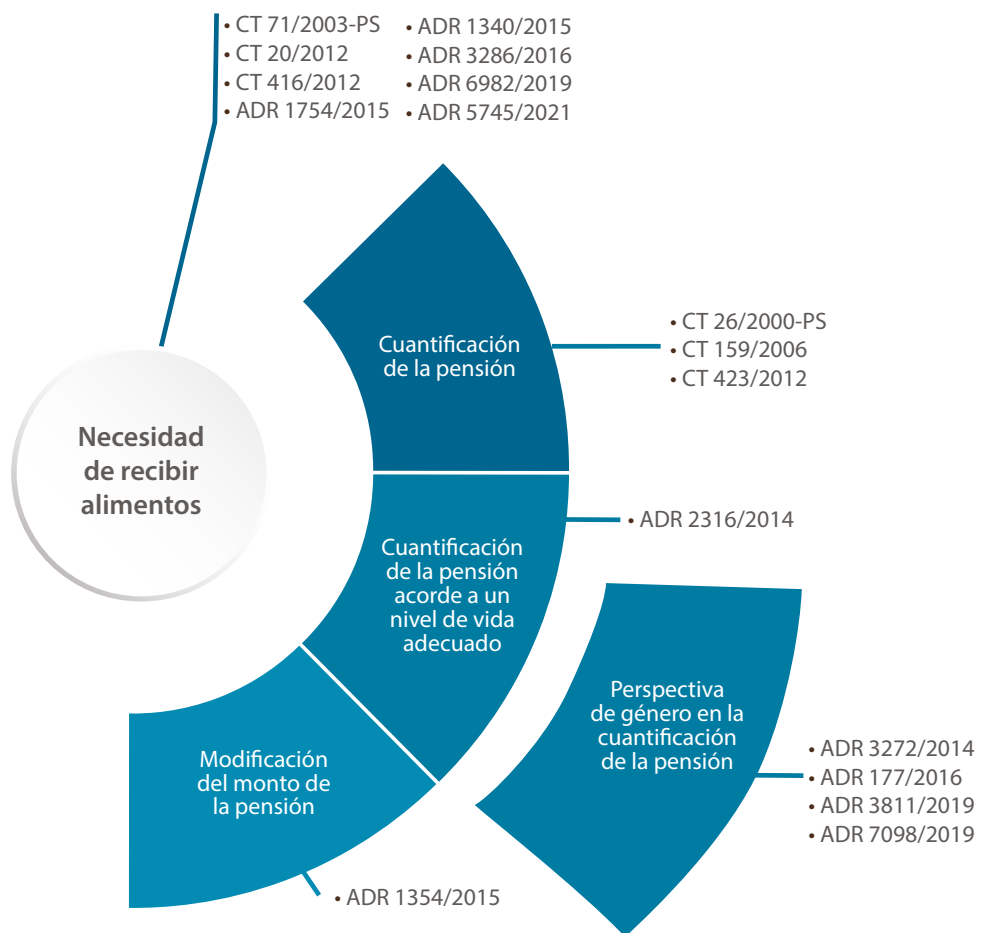 • CT 71/2003-PS
• CT 20/2012
• CT 416/2012
• ADR 1754/2015
• ADR 1340/2015
• ADR 3286/2016
• ADR 6982/2019
• ADR 5745/2021
Necesidad
de recibir
alimentos
Cuantificación
de la pensión
• CT 26/2000-PS
• CT 159/2006
• CT 423/2012
Cuantificación
de la pensión
acorde a un
nivel de vida
adecuado
• ADR 2316/2014
Perspectiva
de género en la
cuantificación
de la pensión
• ADR 3272/2014
• ADR 177/2016
• ADR 3811/2019
• ADR 7098/2019
Modificación
del monto de
la pensión
• ADR 1354/2015